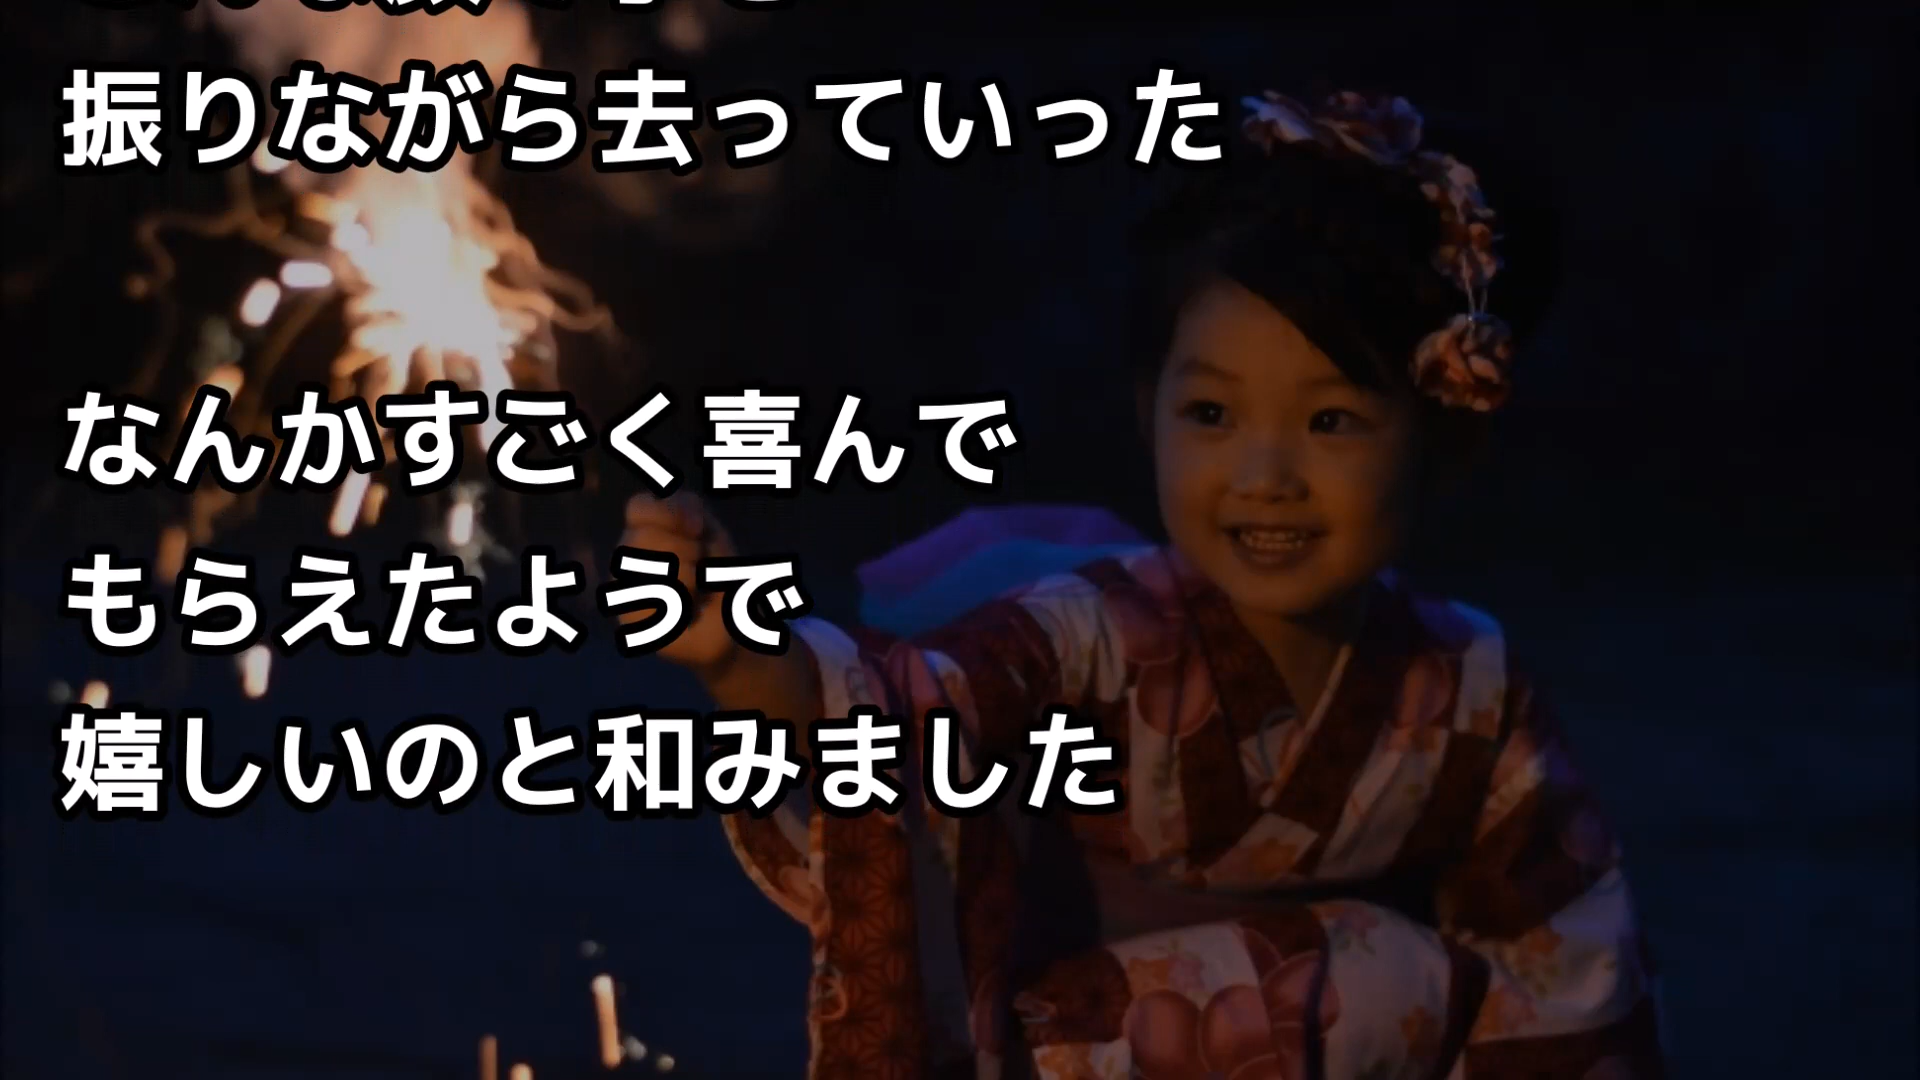 振りながら去っていった
なんかすごく喜んで
もらえたようで
嬉しいのと和みました